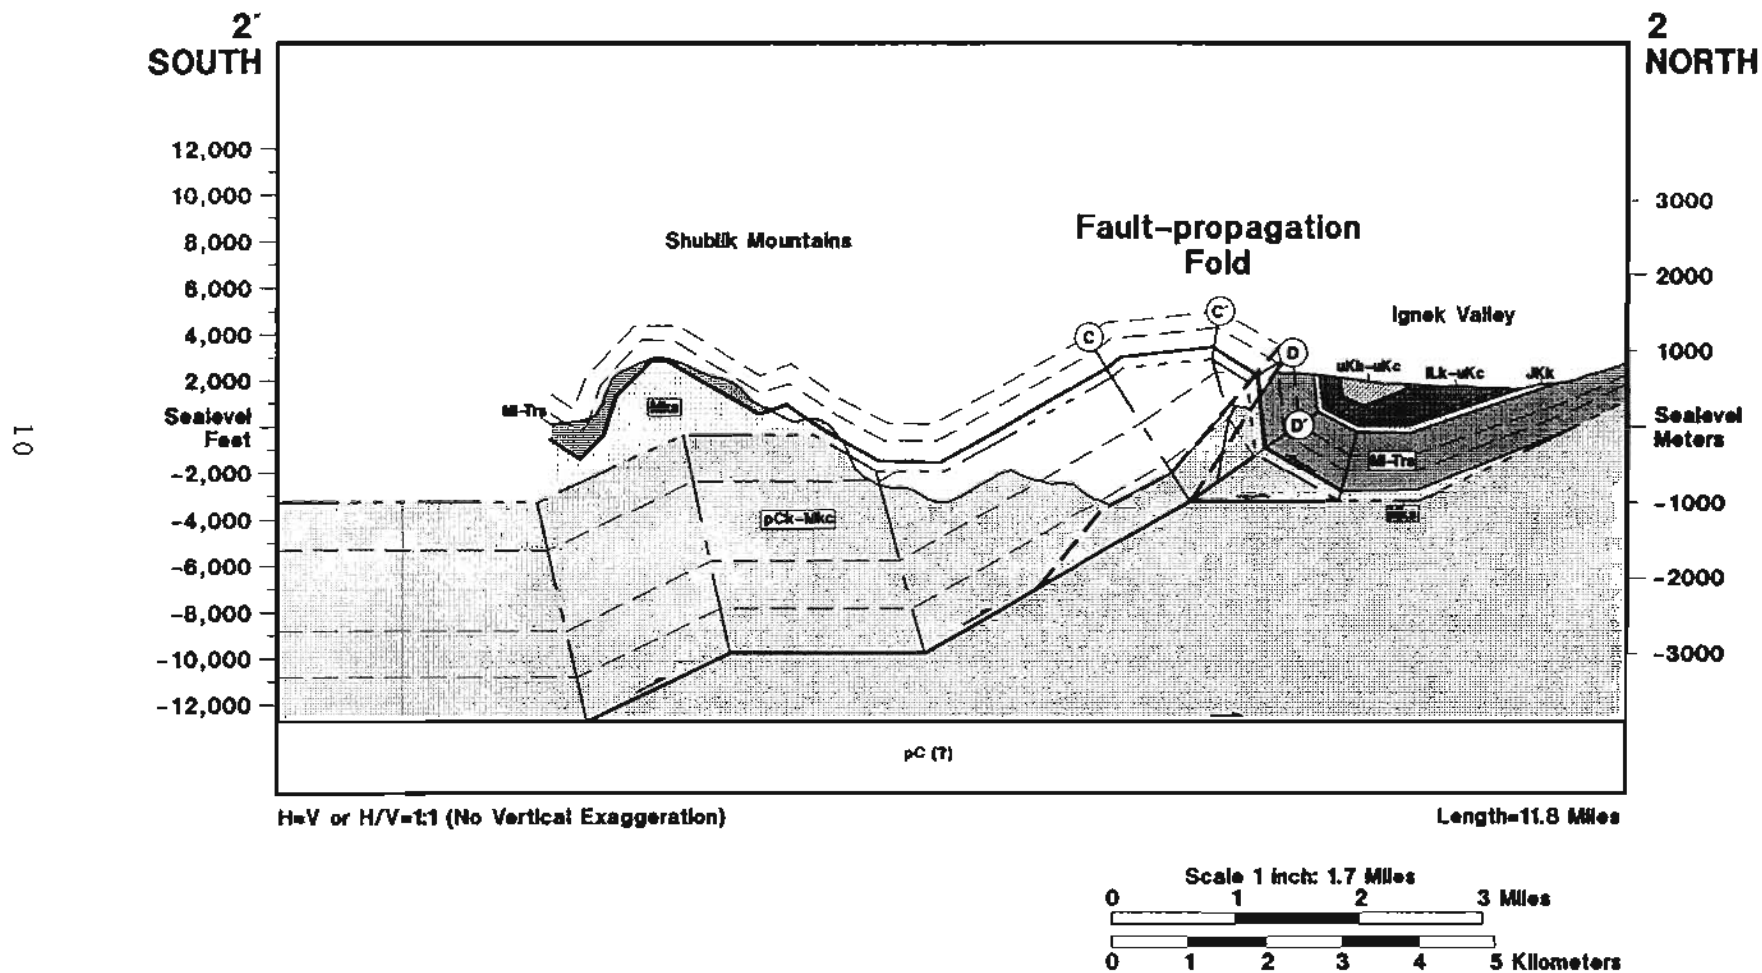 2´
SOUTH
2
NORTH
12,000
10,000
8,000
6,000
4,000
2,000
Sealevel
Feet
-2,000
-4,000
-6,000
-8,000
-10,000
-12,000
3000
2000
1000
Sealevel
Meters
-1000
-2000
-3000
10
Shublik Mountains
Fault-propagation
Fold
Ignek Valley
C
C´
D
D´
uKh-uKc
JKk
Ml-Trs
Mka
Ml-Trs
pCk-Mkc
pC (?)
H=V or H/V=1:1 (No Vertical Exaggeration)
Length=11.8 Miles
Scale 1 inch: 1.7 Miles
0 1 2 3 Miles
0 1 2 3 4 5 Kilometers